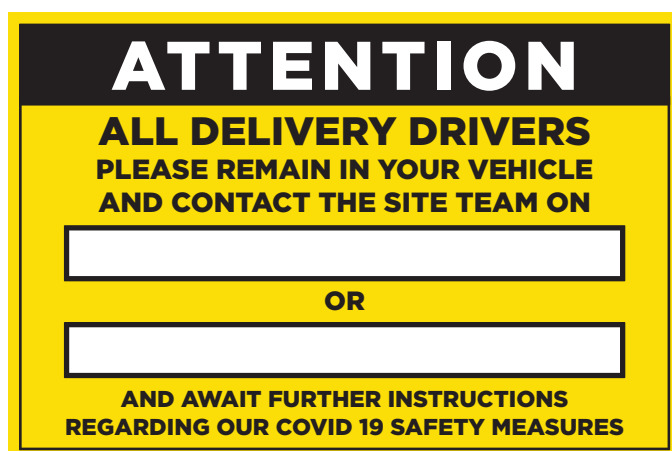 ATTENTION
ALL DELIVERY DRIVERS
PLEASE REMAIN IN YOUR VEHICLE
AND CONTACT THE SITE TEAM ON
OR
AND AWAIT FURTHER INSTRUCTIONS
REGARDING OUR COVID 19 SAFETY MEASURES